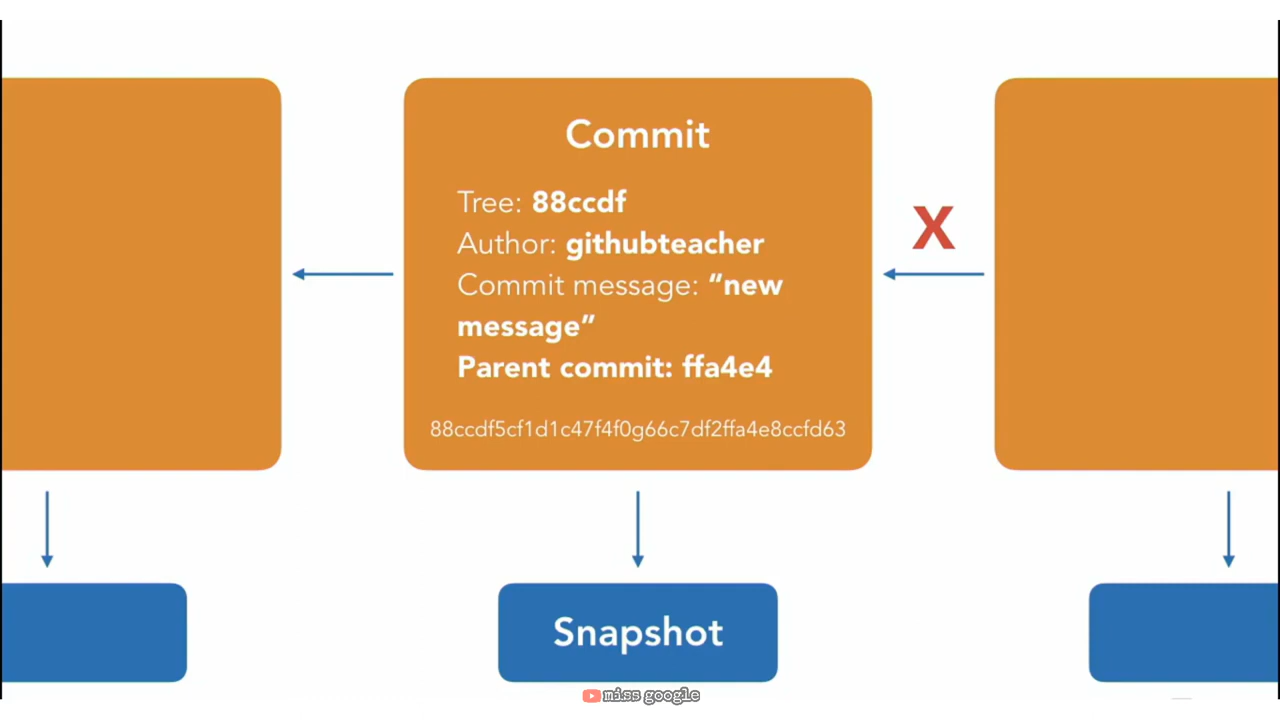 Commit
X
Tree: 88ccdf
Author: githubteacher
Commit message: “new
message”
Parent commit: ffa4e4
88ccdf5cf1d1c47f4f0g66c7df2ffa4e8ccfd63
Snapshot
miss google